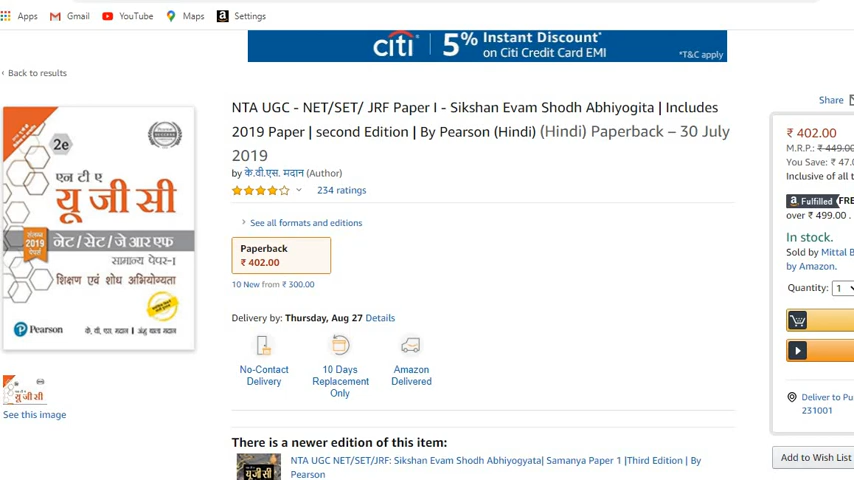 Apps Gmail YouTube Maps Settings
citi 5% Instant Discount*
on Citi Credit Card EMI
*T&C apply
‹ Back to results
Share
NTA UGC - NET/SET/ JRF Paper I - Sikshan Evam Shodh Abhiyogita | Includes
2019 Paper | second Edition | By Pearson (Hindi) (Hindi) Paperback – 30 July
2019
by के.वी.एस. मदान (Author)
234 ratings
› See all formats and editions
Paperback
₹ 402.00
10 New from ₹ 300.00
Delivery by: Thursday, Aug 27 Details
No-Contact
Delivery
10 Days
Replacement
Only
Amazon
Delivered
There is a newer edition of this item:
NTA UGC NET/SET/JRF: Sikshan Evam Shodh Abhiyogyata| Samanya Paper 1 |Third Edition | By
Pearson
यू जी सी
2e
एन टी ए
यू जी सी
2019
नेट / सेट / जे आर एफ
सामान्य पेपर-I
शिक्षण एवं शोध अभियोग्यता
Pearson
के. वी. एस. मदान
यू जी सी
See this image
₹ 402.00
M.R.P.: ₹ 449.00
You Save: ₹ 47.0
Inclusive of all t
a Fulfilled FRE
over ₹ 499.00 .
In stock.
Sold by Mittal B
by Amazon.
Quantity: 1
Deliver to Pu
231001
Add to Wish List